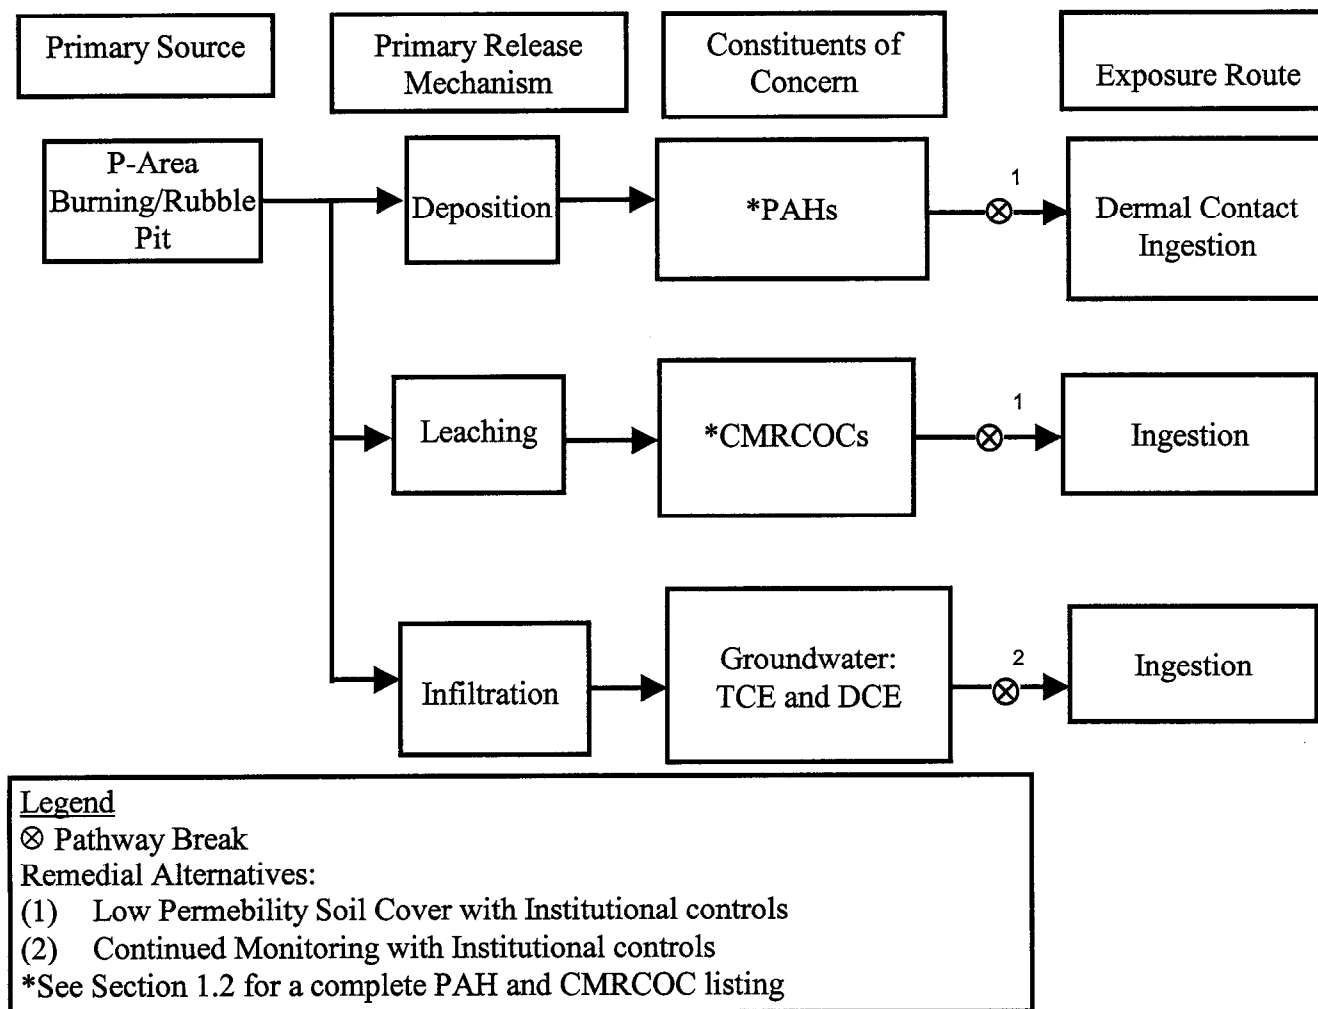 Primary Source
Primary Release
Mechanism
Constituents of
Concern
Exposure Route
P-Area
Burning/Rubble
Pit
Deposition
*PAHs
1
Dermal Contact
Ingestion
Leaching
*CMRCOCs
1
Ingestion
Infiltration
Groundwater:
TCE and DCE
2
Ingestion
Legend
⊗ Pathway Break
Remedial Alternatives:
(1) Low Permebility Soil Cover with Institutional controls
(2) Continued Monitoring with Institutional controls
*See Section 1.2 for a complete PAH and CMRCOC listing